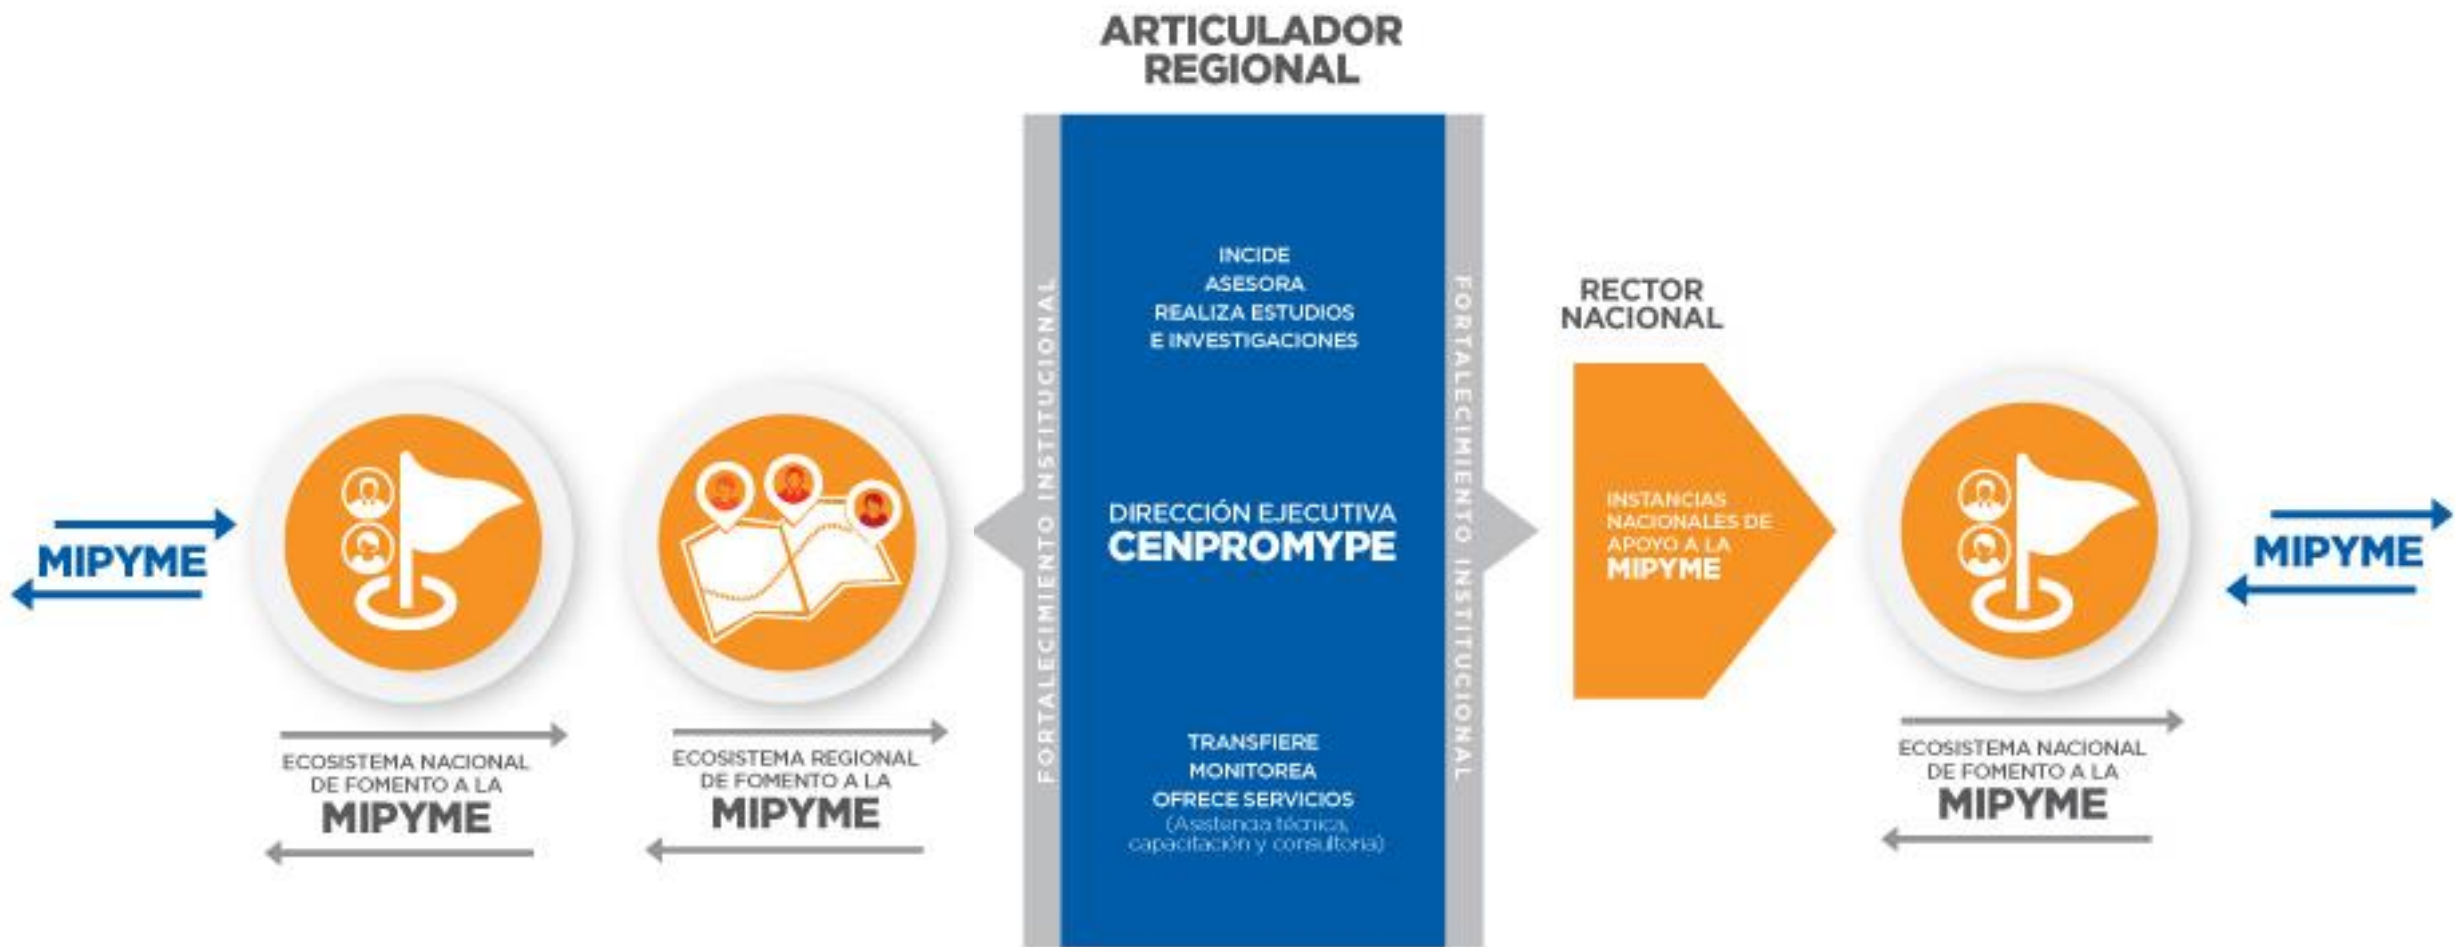 ARTICULADOR
REGIONAL
MIPYME
ECOSISTEMA NACIONAL
DE FOMENTO A LA
MIPYME
ECOSISTEMA REGIONAL
DE FOMENTO A LA
MIPYME
FORTALECIMIENTO INSTITUCIONAL
INCIDE
ASESORA
REALIZA ESTUDIOS
E INVESTIGACIONES
DIRECCIÓN EJECUTIVA
CENPROMYPE
TRANSFIERE
MONITOREA
OFRECE SERVICIOS
(Asistencia técnica,
capacitación y consultoria)
FORTALECIMIENTO INSTITUCIONAL
RECTOR
NACIONAL
INSTANCIAS
NACIONALES DE
APOYO A LA
MIPYME
ECOSISTEMA NACIONAL
DE FOMENTO A LA
MIPYME
MIPYME